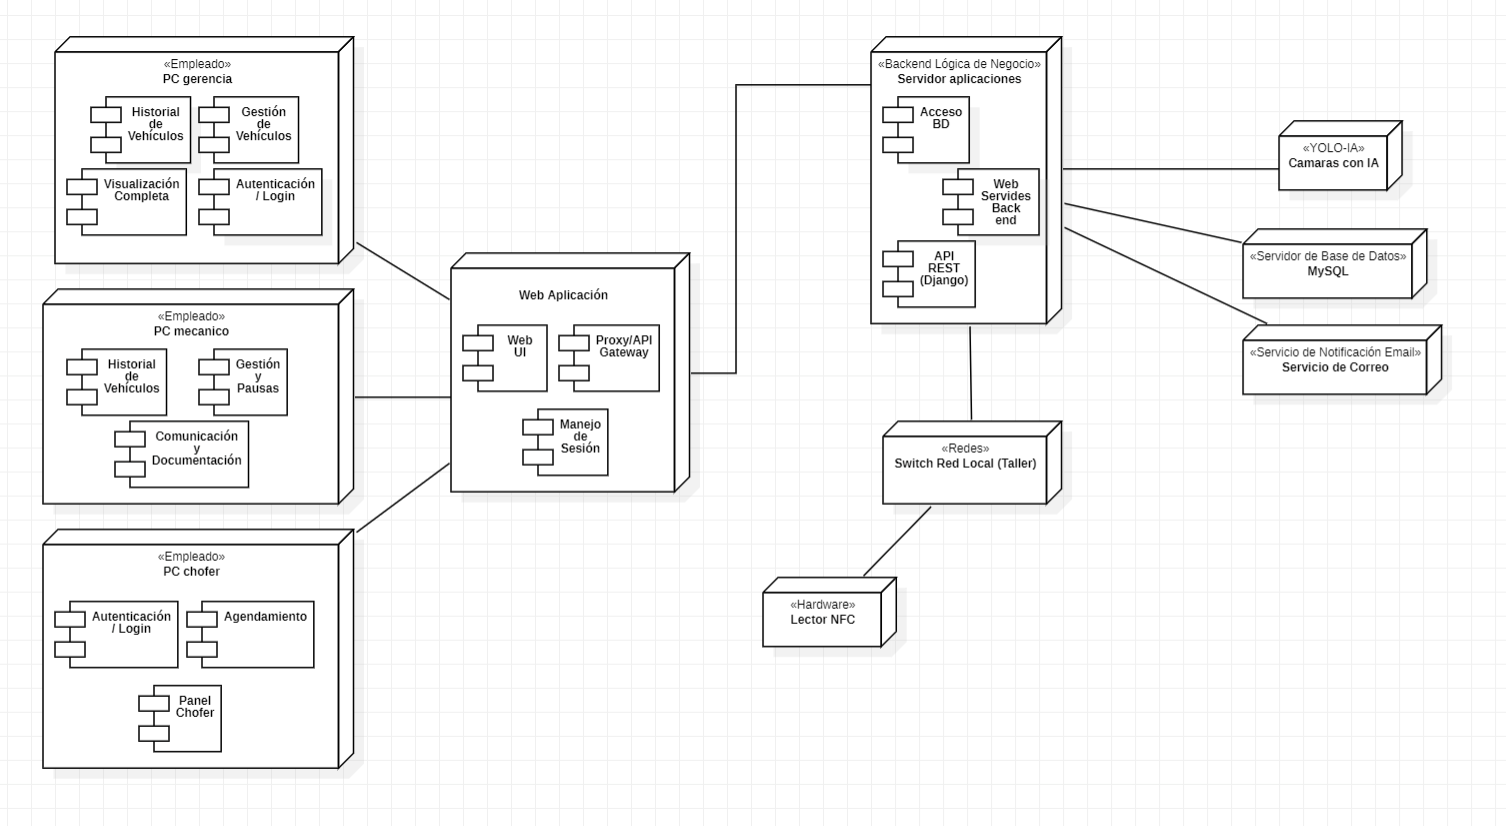 «Empleado»
PC gerencia
Historial
de
Vehículos
Gestión
de
Vehículos
Visualización
Completa
Autenticación
/ Login
«Empleado»
PC mecanico
Historial
de
Vehículos
Gestión
y
Pausas
Comunicación
y
Documentación
«Empleado»
PC chofer
Autenticación
/ Login
Agendamiento
Panel
Chofer
Web Aplicación
Web
UI
Proxy/API
Gateway
Manejo
de
Sesión
«Backend Lógica de Negocio»
Servidor aplicaciones
Acceso
BD
Web
Servides
Back
end
API
REST
(Django)
«Redes»
Switch Red Local (Taller)
«Hardware»
Lector NFC
«YOLO-IA»
Camaras con IA
«Servidor de Base de Datos»
MySQL
«Servicio de Notificación Email»
Servicio de Correo